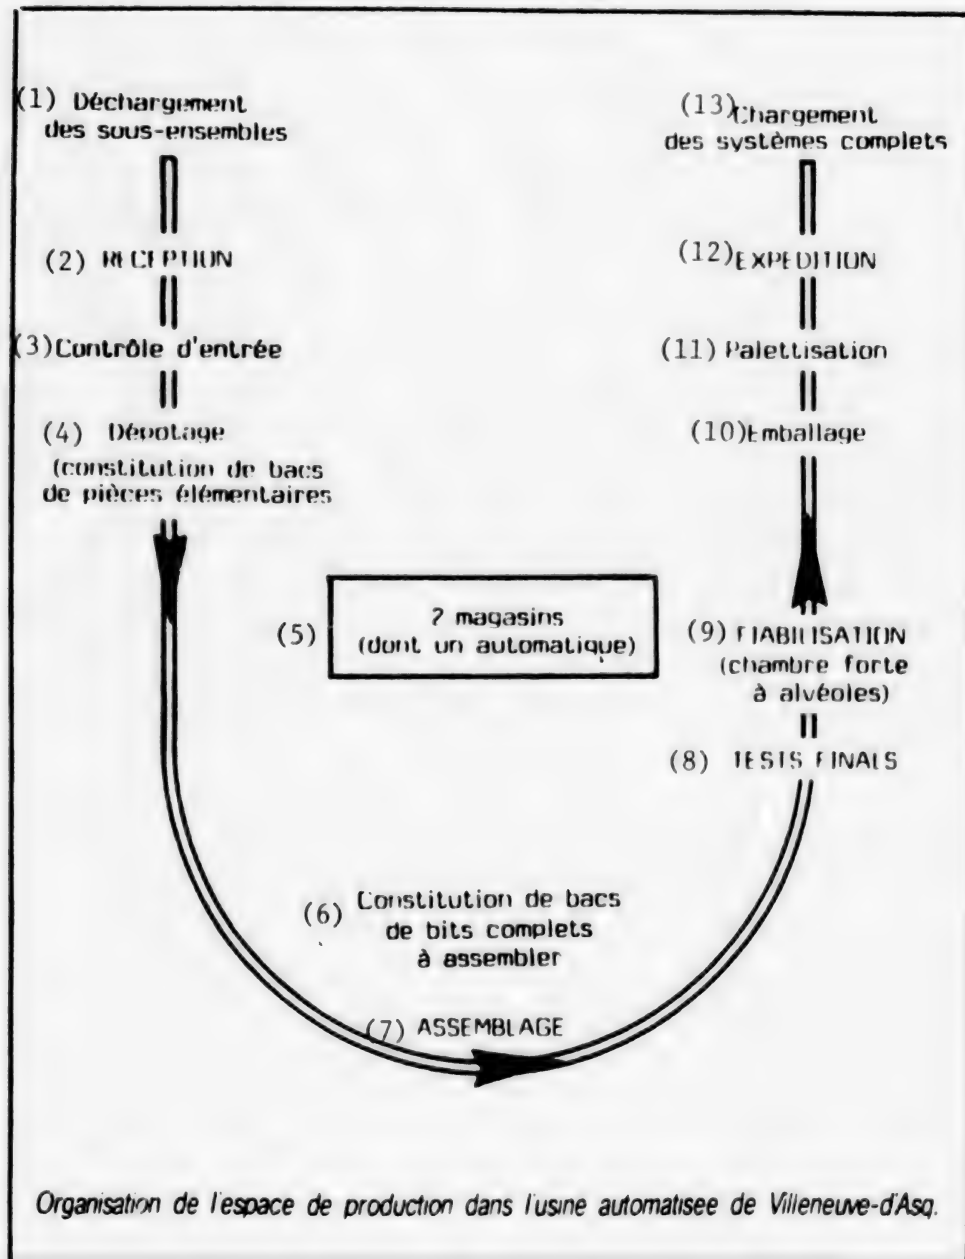 (1) Déchargement
des sous-ensembles
(2) RECEPTION
(3) Contrôle d'entrée
(4) Dépotage
(constitution de bacs
de pièces élémentaires
(5) 2 magasins
(dont un automatique)
(6) Constitution de bacs
de bits complets
à assembler
(7) ASSEMBLAGE
(8) TESTS FINALS
(9) FIABILISATION
(chambre forte
à alvéoles)
(10) Emballage
(11) Palettisation
(12) EXPEDITION
(13) Chargement
des systèmes complets
Organisation de l'espace de production dans l'usine automatisee de Villeneuve-d'Asq.